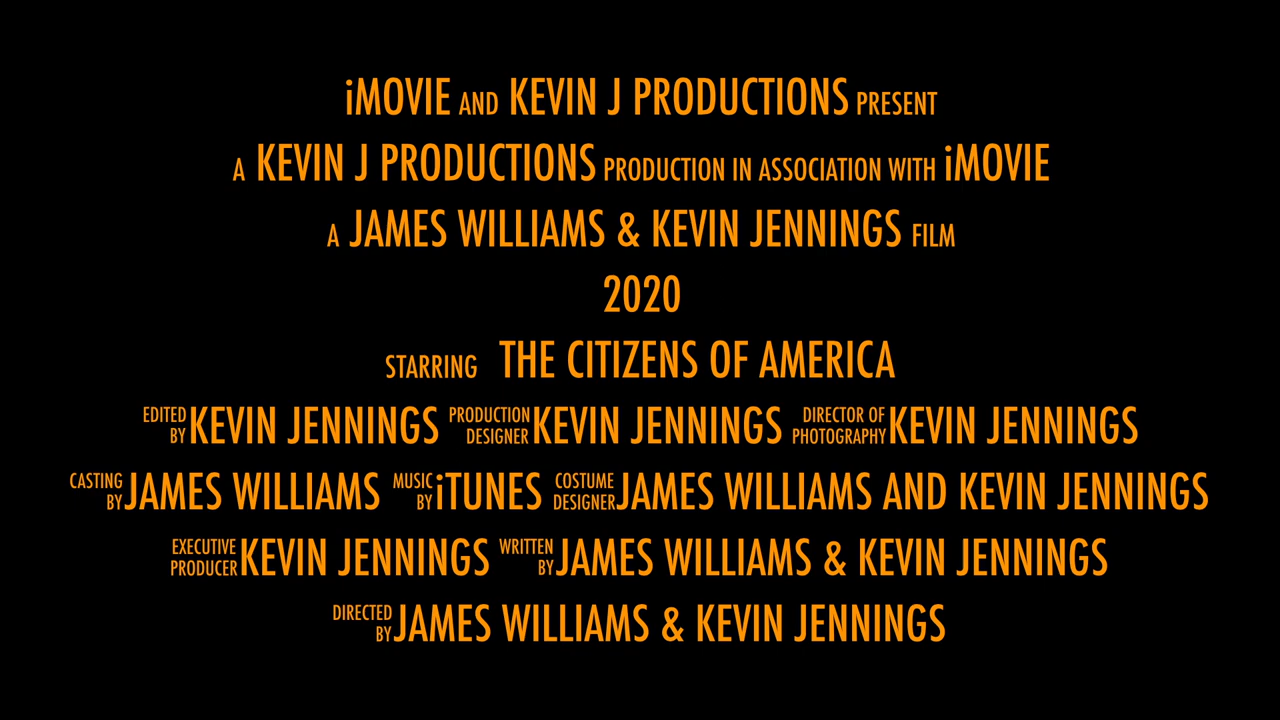 iMOVIE AND KEVIN J PRODUCTIONS PRESENT
A KEVIN J PRODUCTIONS PRODUCTION IN ASSOCIATION WITH iMOVIE
A JAMES WILLIAMS & KEVIN JENNINGS FILM
2020
STARRING THE CITIZENS OF AMERICA
EDITED BY KEVIN JENNINGS PRODUCTION DESIGNER KEVIN JENNINGS DIRECTOR OF PHOTOGRAPHY KEVIN JENNINGS
CASTING BY JAMES WILLIAMS MUSIC BY iTUNES COSTUME DESIGNER JAMES WILLIAMS AND KEVIN JENNINGS
EXECUTIVE PRODUCER KEVIN JENNINGS WRITTEN BY JAMES WILLIAMS & KEVIN JENNINGS
DIRECTED BY JAMES WILLIAMS & KEVIN JENNINGS